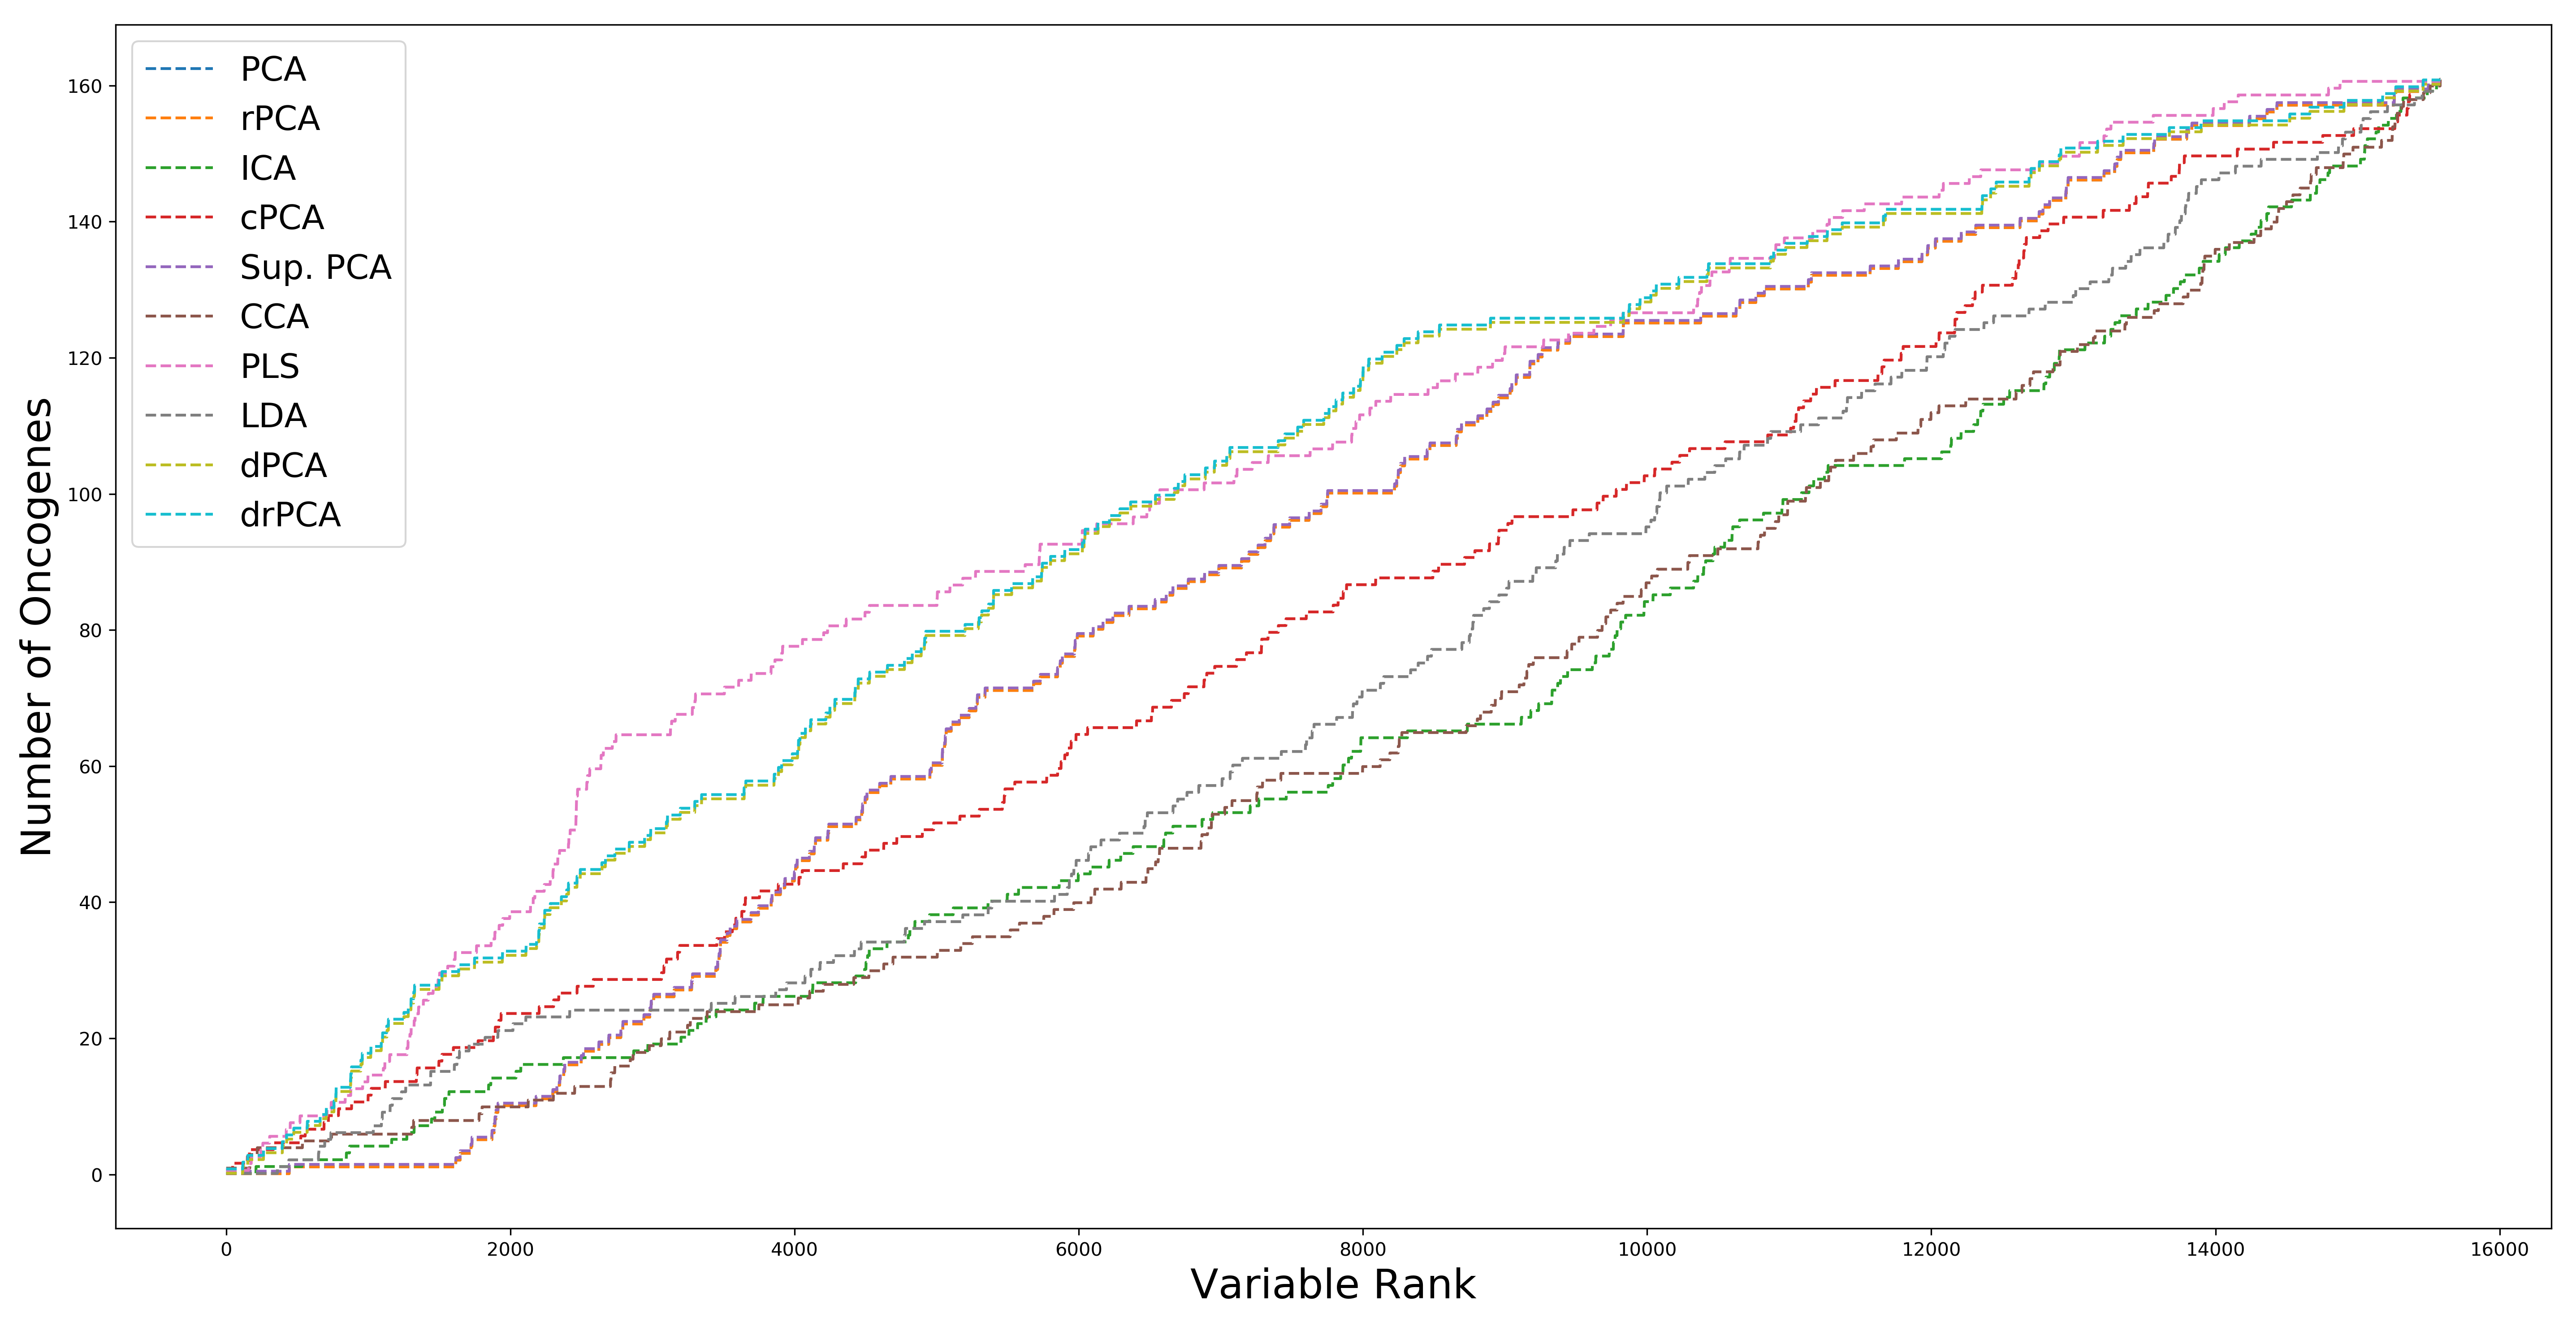 PCA
rPCA
ICA
cPCA
Sup. PCA
CCA
PLS
LDA
dPCA
drPCA
160
140
120
100
80
60
40
20
0
Number of Oncogenes
0 2000 4000 6000 8000 10000 12000 14000 16000
Variable Rank